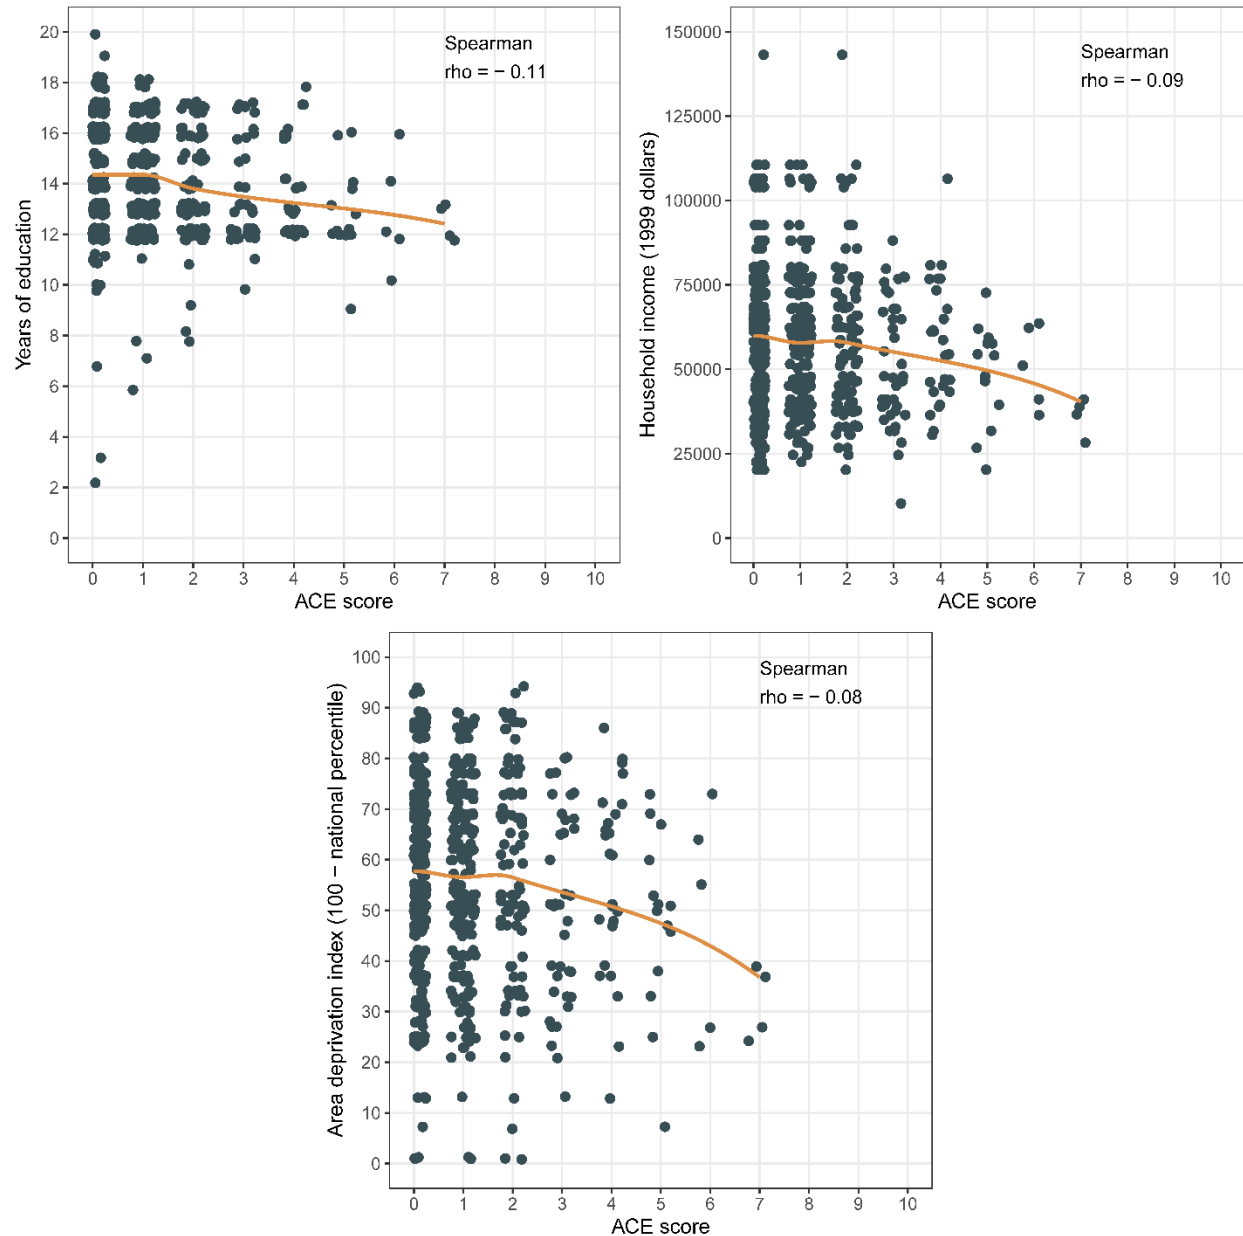 Years of education
20
18
16
14
12
10
8
6
4
2
0
Spearman
rho = − 0.11
0 1 2 3 4 5 6 7 8 9 10
ACE score
Household income (1999 dollars)
150000
125000
100000
75000
50000
25000
0
Spearman
rho = − 0.09
0 1 2 3 4 5 6 7 8 9 10
ACE score
Area deprivation index (100 − national percentile)
100
90
80
70
60
50
40
30
20
10
0
Spearman
rho = − 0.08
0 1 2 3 4 5 6 7 8 9 10
ACE score